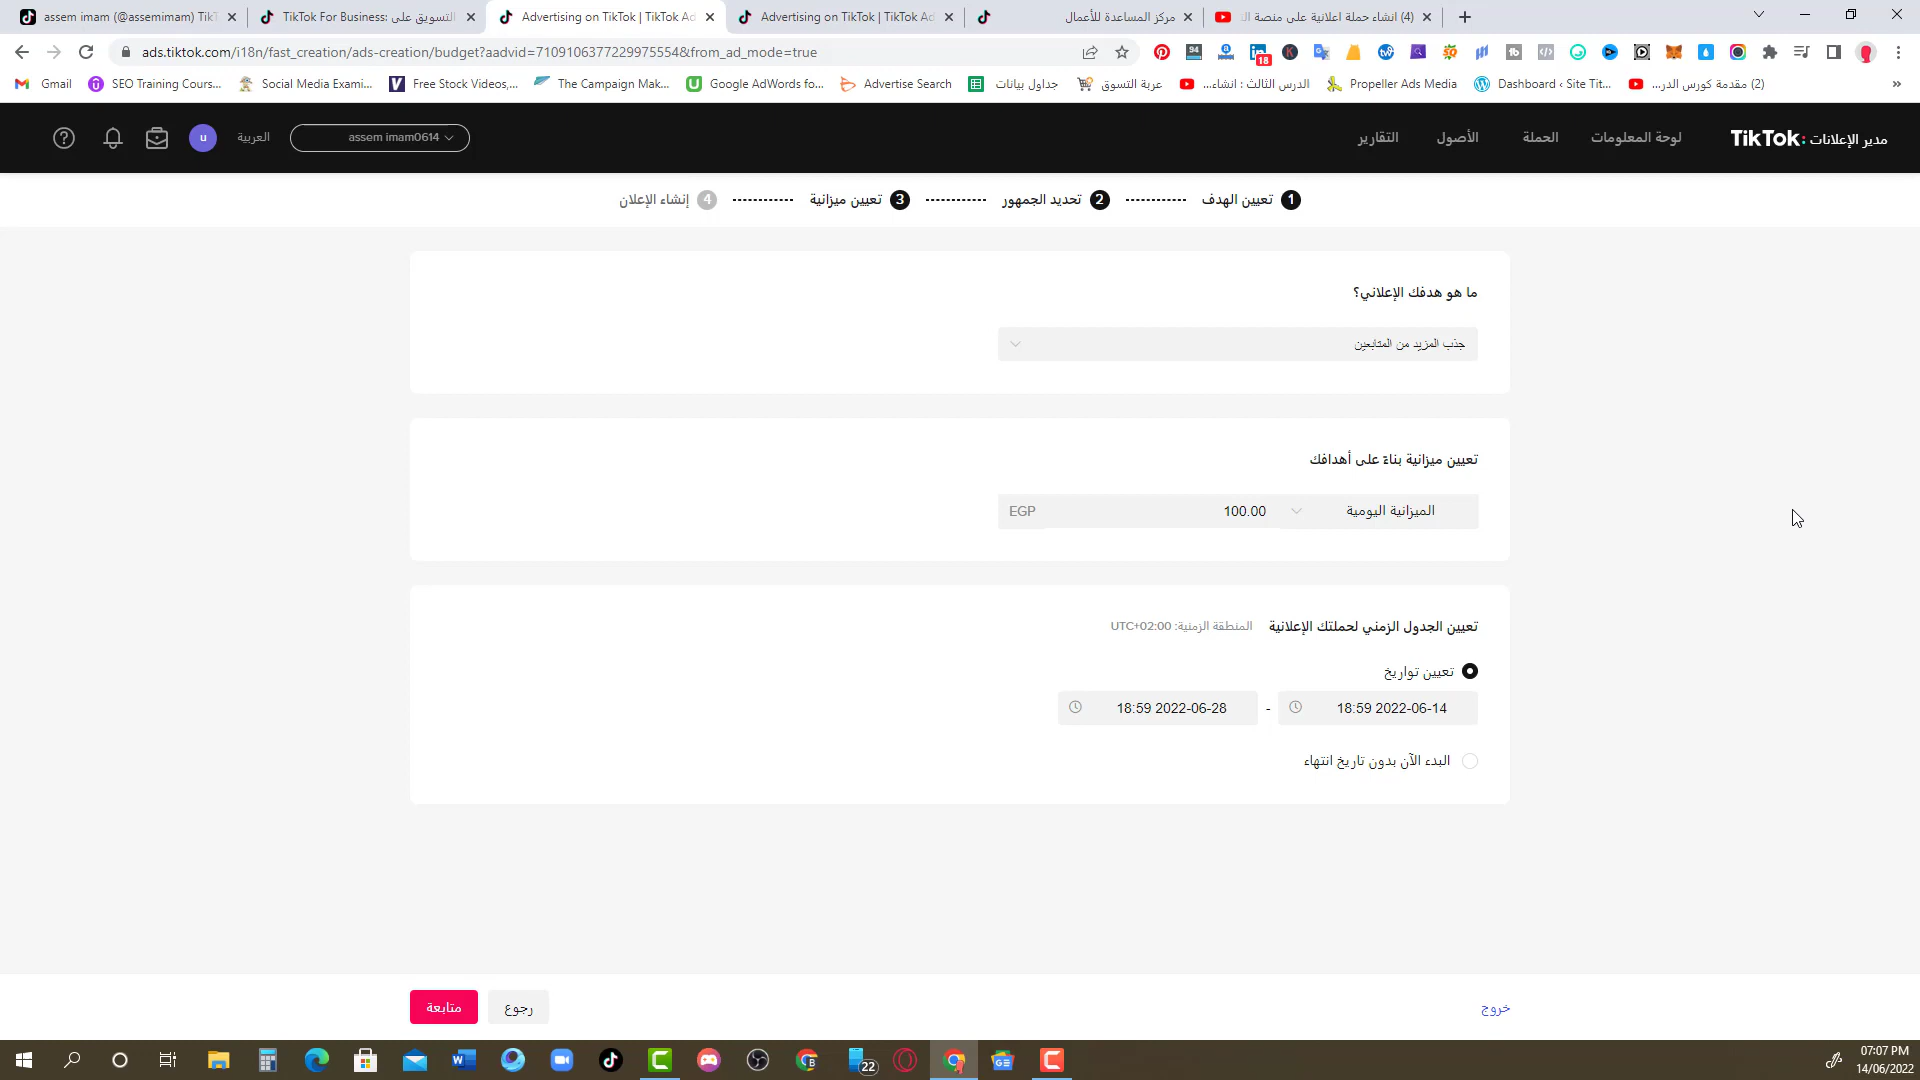 assem imam (@assemimam) TikT
TikTok For Business: التسويق على
Advertising on TikTok | TikTok Ad
Advertising on TikTok | TikTok Ad
مركز المساعدة للأعمال
(4) انشاء حملة اعلانية على منصة ال
ads.tiktok.com/i18n/fast_creation/ads-creation/budget?aadvid=7109106377229975554&from_ad_mode=true
94
18
Gmail
SEO Training Cours...
Social Media Exami...
Free Stock Videos,...
The Campaign Mak...
Google AdWords fo...
Advertise Search
جداول بيانات
عربة التسوق
الدرس الثالث : انشاء...
Propeller Ads Media
Dashboard ‹ Site Tit...
(2) مقدمة كورس الدر...
»
TikTok: مدير الإعلانات
لوحة المعلومات
الحملة
الأصول
التقارير
assem imam0614
العربية
u
1 تعيين الهدف
2 تحديد الجمهور
3 تعيين ميزانية
4 إنشاء الإعلان
ما هو هدفك الإعلاني؟
جذب المزيد من المتابعين
تعيين ميزانية بناءً على أهدافك
الميزانية اليومية
100.00
EGP
تعيين الجدول الزمني لحملتك الإعلانية
المنطقة الزمنية: UTC+02:00
تعيين تواريخ
18:59 2022-06-14
-
18:59 2022-06-28
البدء الآن بدون تاريخ انتهاء
خروج
رجوع
متابعة
22
07:07 PM
14/06/2022